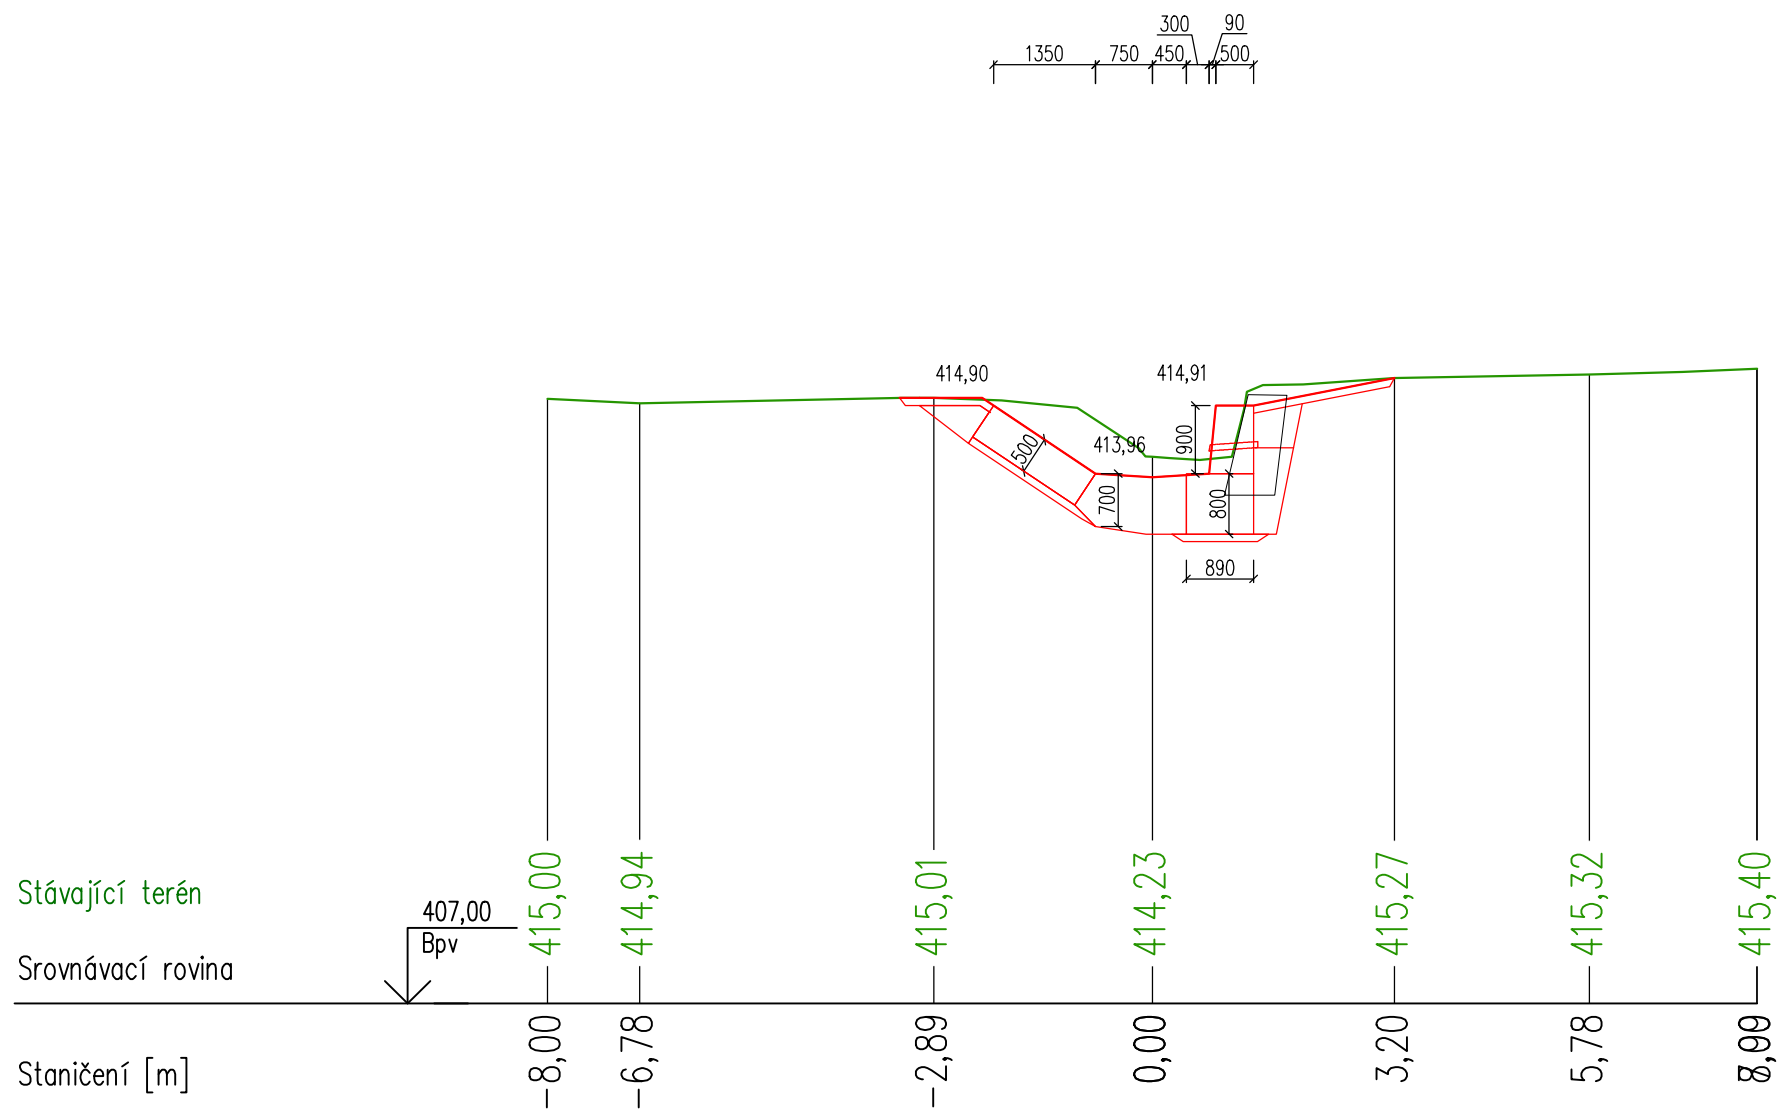 300 90
1350 750 450 500
414,90 414,91
413,96
500 900
700 800
890
415,00 414,94 415,01 414,23 415,27 415,32 415,40
Stávající terén
407,00
Bpv
Srovnávací rovina
Staničení [m]
-8,00 -6,78 -2,89 0,00 3,20 5,78